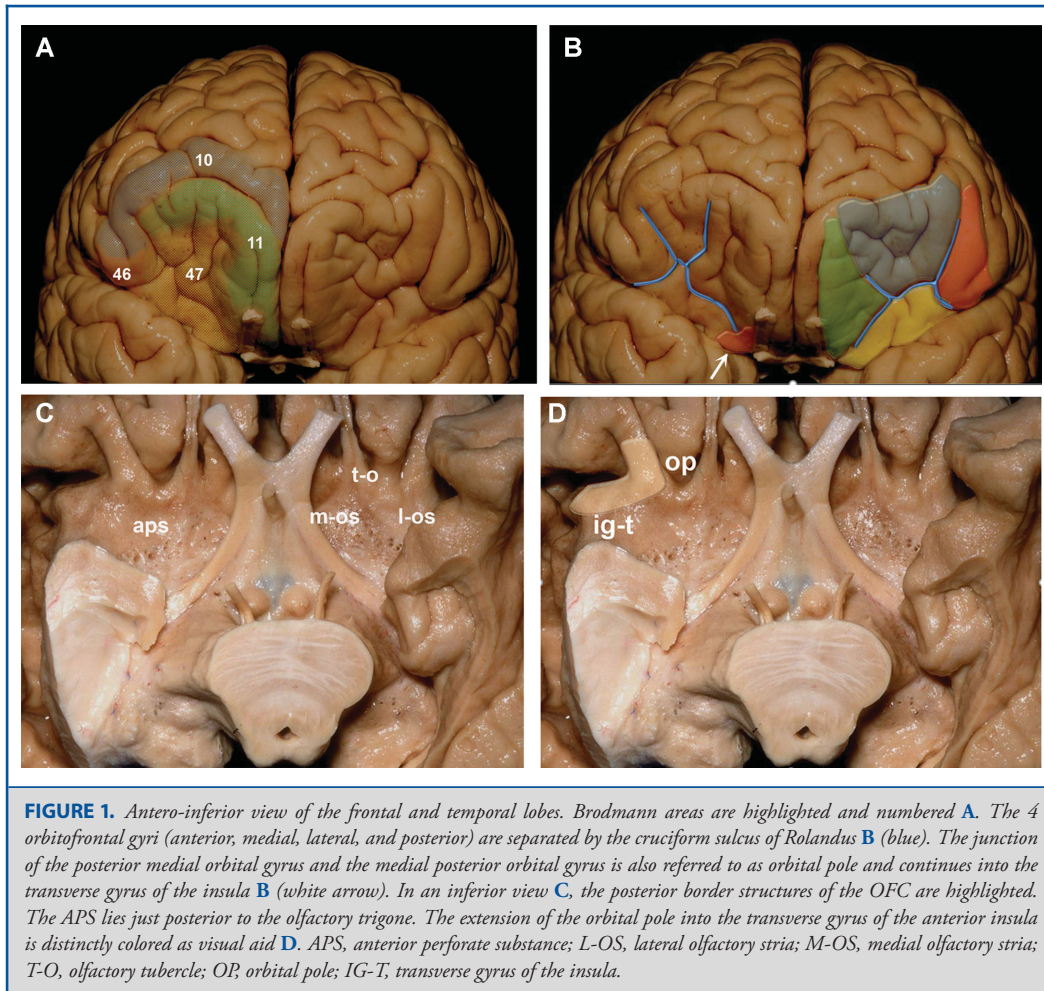 A
B
10
11
46
47
C
D
t-o
op
aps
m-os
l-os
ig-t
FIGURE 1. Antero-inferior view of the frontal and temporal lobes. Brodmann areas are highlighted and numbered A. The 4
orbitofrontal gyri (anterior, medial, lateral, and posterior) are separated by the cruciform sulcus of Rolandus B (blue). The junction
of the posterior medial orbital gyrus and the medial posterior orbital gyrus is also referred to as orbital pole and continues into the
transverse gyrus of the insula B (white arrow). In an inferior view C, the posterior border structures of the OFC are highlighted.
The APS lies just posterior to the olfactory trigone. The extension of the orbital pole into the transverse gyrus of the anterior insula
is distinctly colored as visual aid D. APS, anterior perforate substance; L-OS, lateral olfactory stria; M-OS, medial olfactory stria;
T-O, olfactory tubercle; OP, orbital pole; IG-T, transverse gyrus of the insula.